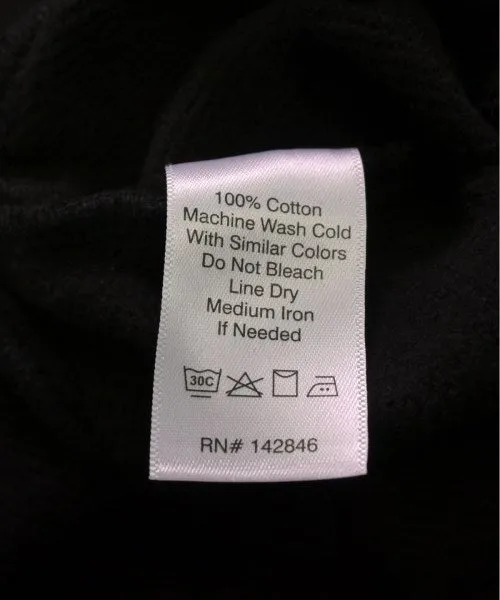 100% Cotton
Machine Wash Cold
With Similar Colors
Do Not Bleach
Line Dry
Medium Iron
If Needed
30C
RN# 142846